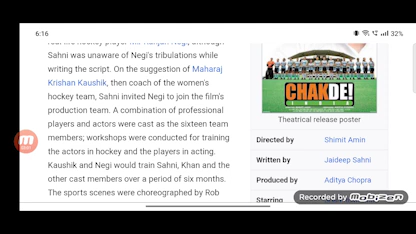 6:16
32%
real life hockey player Mir Ranjan Negi, although
Sahni was unaware of Negi's tribulations while
writing the script. On the suggestion of Maharaj
Krishan Kaushik, then coach of the women's
hockey team, Sahni invited Negi to join the film's
production team. A combination of professional
players and actors were cast as the sixteen team
members; workshops were conducted for training
the actors in hockey and the players in acting.
Kaushik and Negi would train Sahni, Khan and the
other cast members over a period of six months.
The sports scenes were choreographed by Rob
CHAK DE!
INDIA
Theatrical release poster
Directed by Shimit Amin
Written by Jaideep Sahni
Produced by Aditya Chopra
Starring
Recorded by
Mobizen